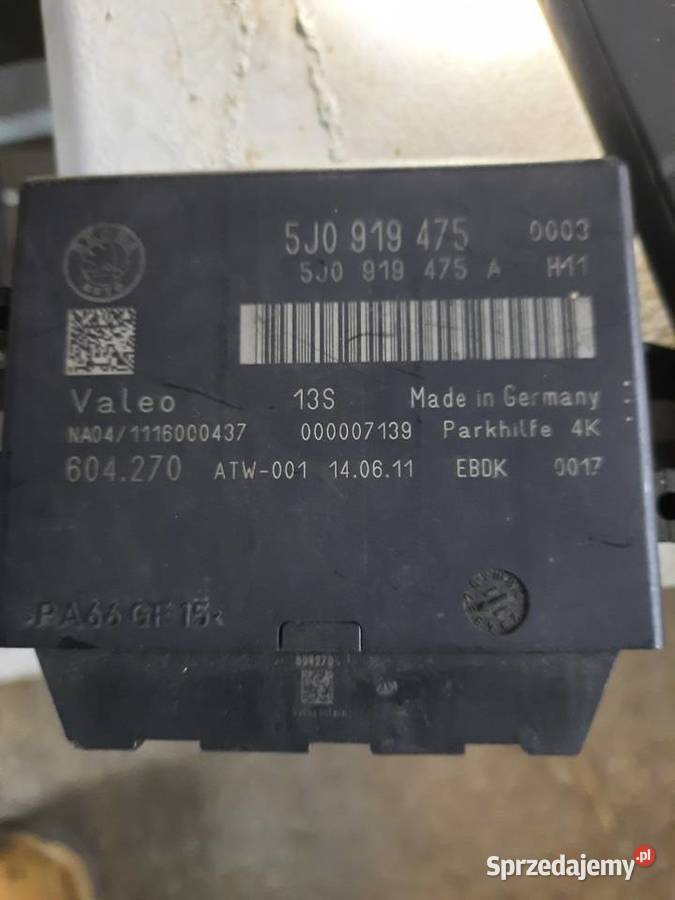 5J0 919 475 0003
5J0 919 475 A H11
Valeo 13S Made in Germany
NA04/1116000437 000007139 Parkhilfe 4K
604.270 ATW-001 14.06.11 EBDK 0017
>PA66 GF15<
Sprzedajemy.pl